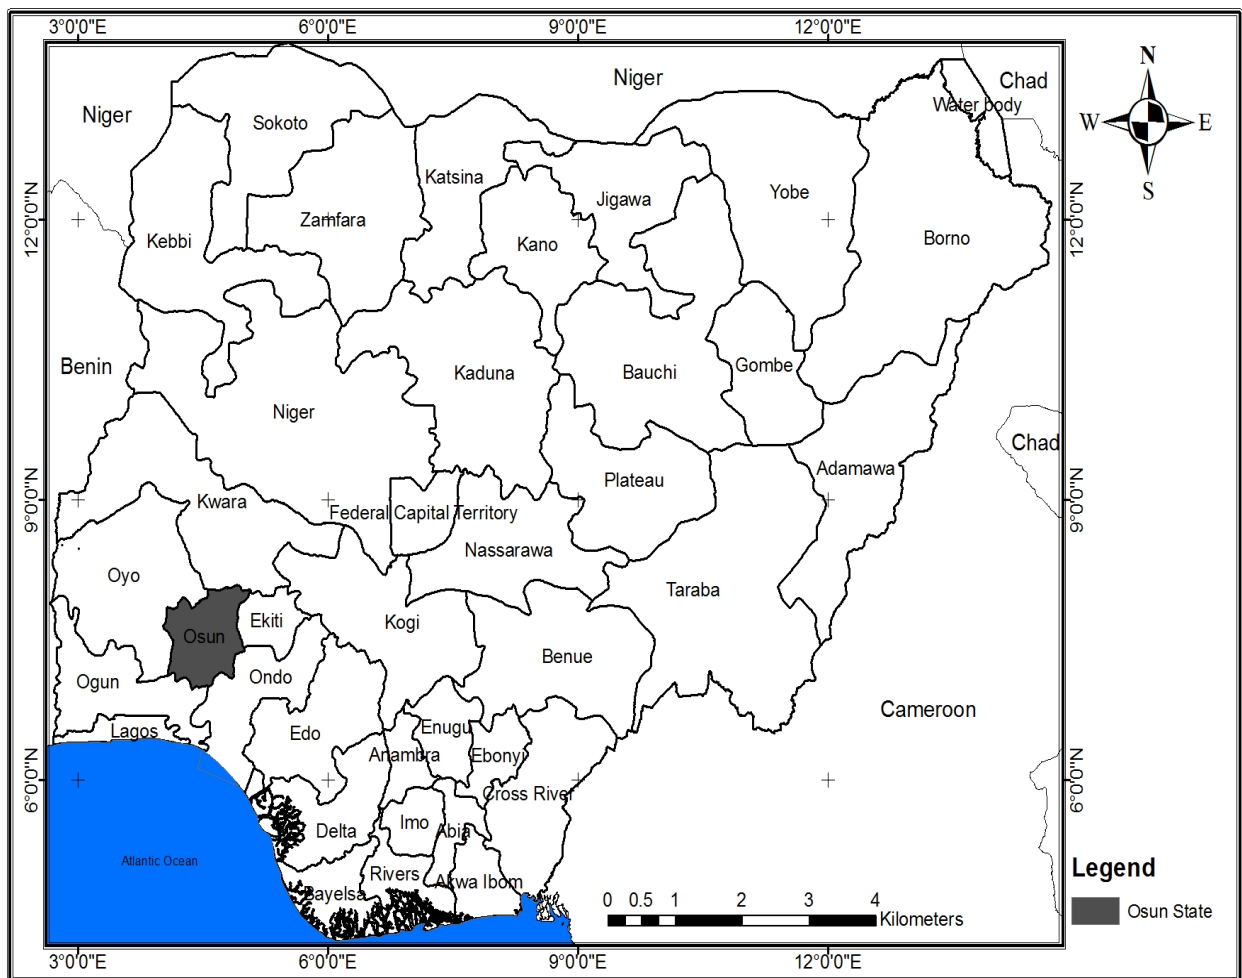 3°0'0"E 6°0'0"E 9°0'0"E 12°0'0"E
N
W E
S
Niger
Niger
Chad
Water body
Sokoto
Katsina
Zamfara
Jigawa
Yobe
Kebbi
Kano
Borno
12°0'0"N
12°0'0"N
Benin
Kaduna
Bauchi
Gombe
Niger
Chad
Adamawa
Plateau
9°0'0"N
9°0'0"N
Kwara
Federal Capital Territory
Nassarawa
Oyo
Taraba
Osun
Ekiti
Kogi
Benue
Ogun
Ondo
Cameroon
Lagos
Edo
Enugu
Anambra
Ebonyi
6°0'0"N
6°0'0"N
Cross River
Imo
Abia
Delta
Atlantic Ocean
Rivers
Akwa Ibom
Bayelsa
0 0.5 1 2 3 4
Kilometers
Legend
Osun State
3°0'0"E 6°0'0"E 9°0'0"E 12°0'0"E